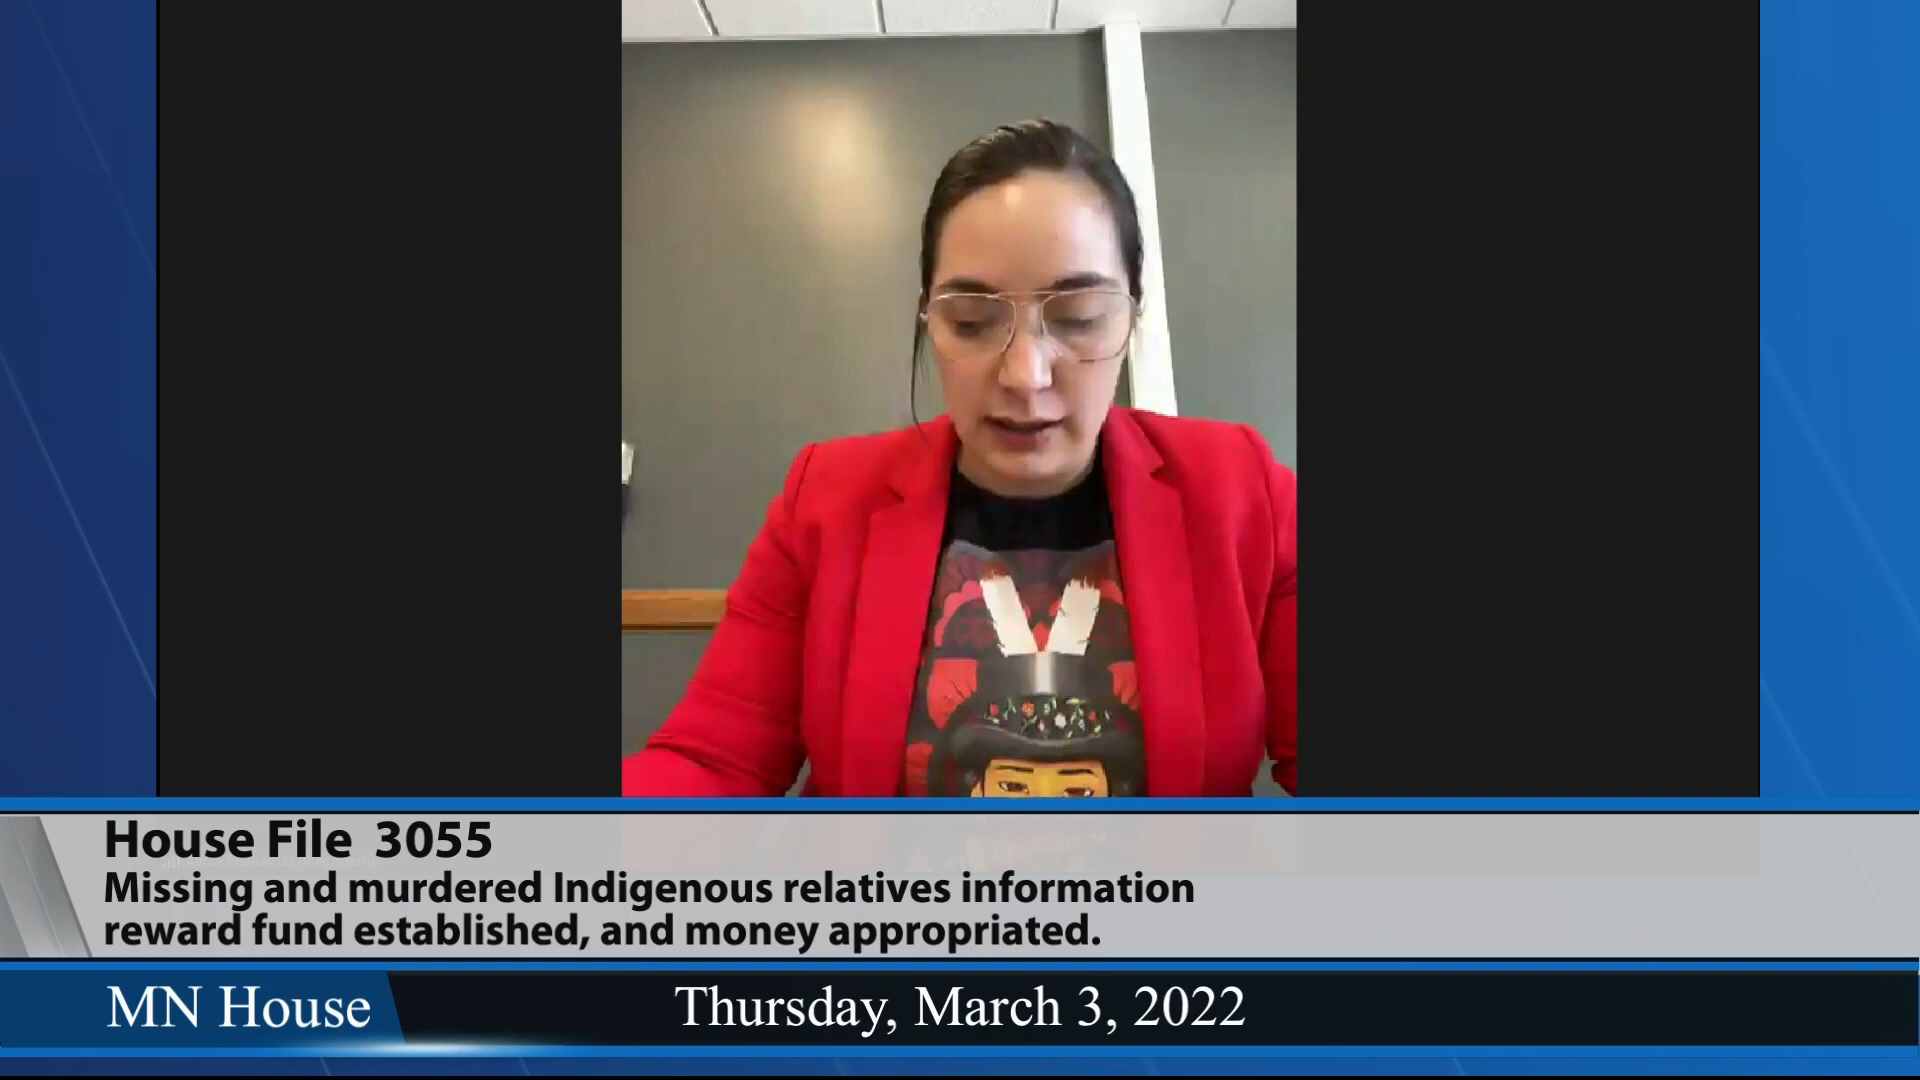 House File 3055
Missing and murdered Indigenous relatives information
reward fund established, and money appropriated.
MN House
Thursday, March 3, 2022